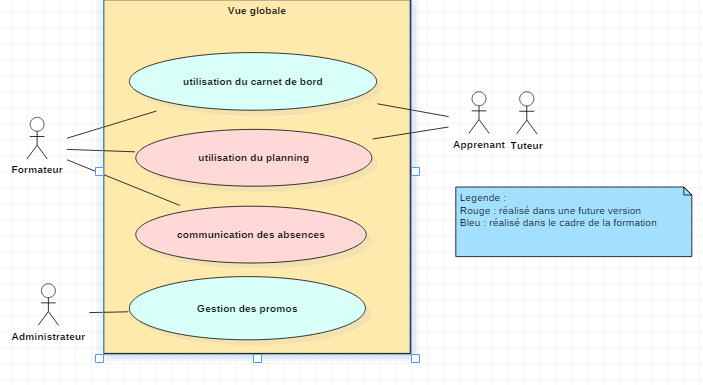 Vue globale
utilisation du carnet de bord
utilisation du planning
communication des absences
Gestion des promos
Formateur
Administrateur
Apprenant Tuteur
Legende :
Rouge : réalisé dans une future version
Bleu : réalisé dans le cadre de la formation